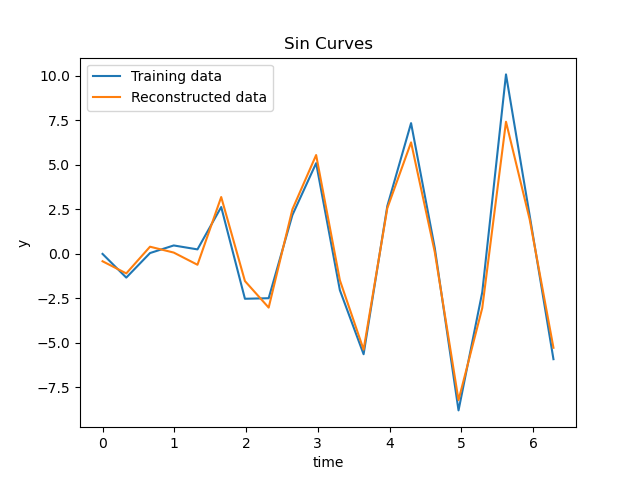 Sin Curves
Training data
Reconstructed data
10.0
7.5
5.0
2.5
0.0
−2.5
−5.0
−7.5
y
0 1 2 3 4 5 6
time